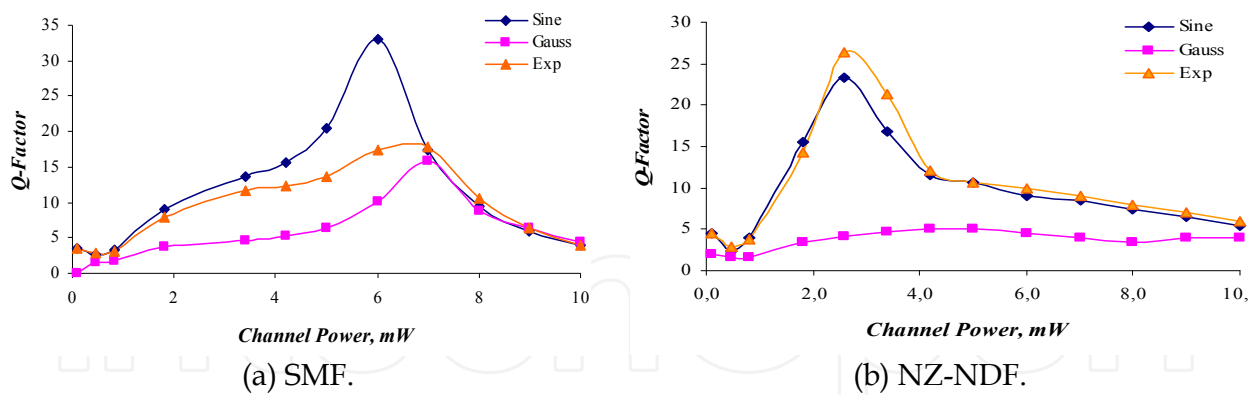 35
30
25
20
15
10
5
0
Q-Factor
0
2
4
6
8
10
Channel Power, mW
Sine
Gauss
Exp
(a) SMF.
30
25
20
15
10
5
0
Q-Factor
0,0
2,0
4,0
6,0
8,0
10,
Channel Power, mW
Sine
Gauss
Exp
(b) NZ-NDF.